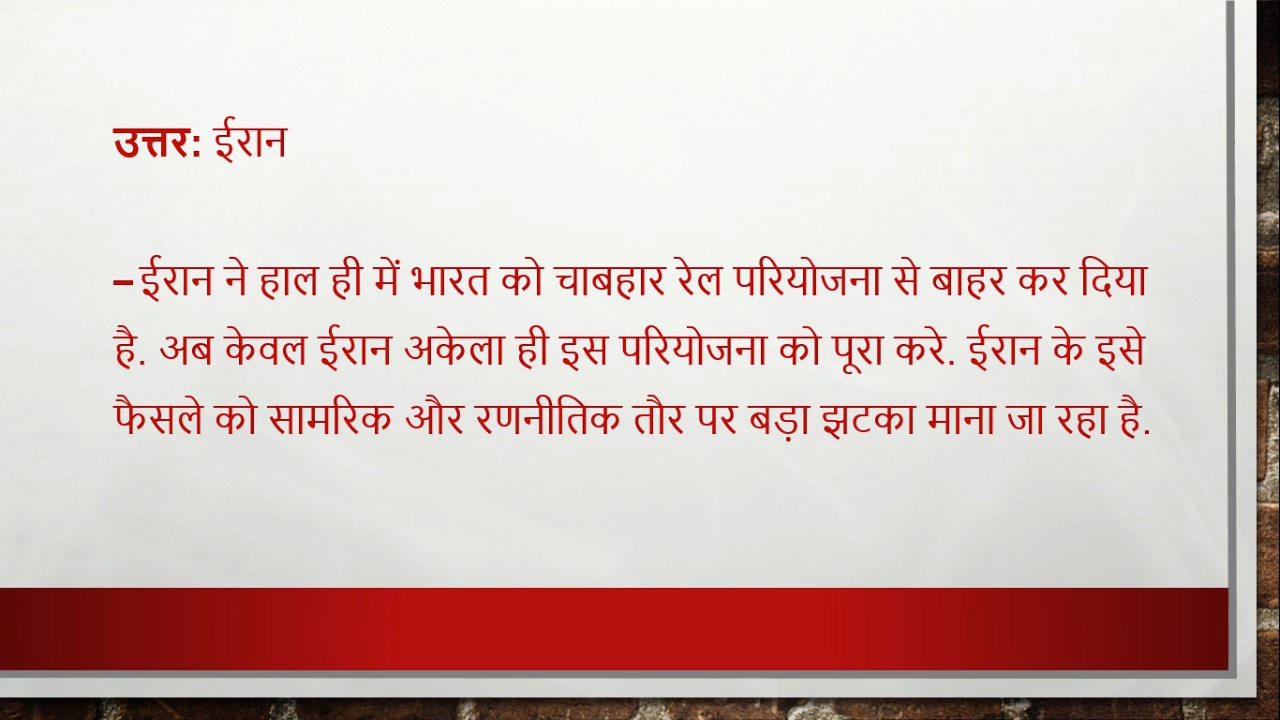 उत्तर: ईरान
– ईरान ने हाल ही में भारत को चाबहार रेल परियोजना से बाहर कर दिया
है. अब केवल ईरान अकेला ही इस परियोजना को पूरा करे. ईरान के इसे
फैसले को सामरिक और रणनीतिक तौर पर बड़ा झटका माना जा रहा है.